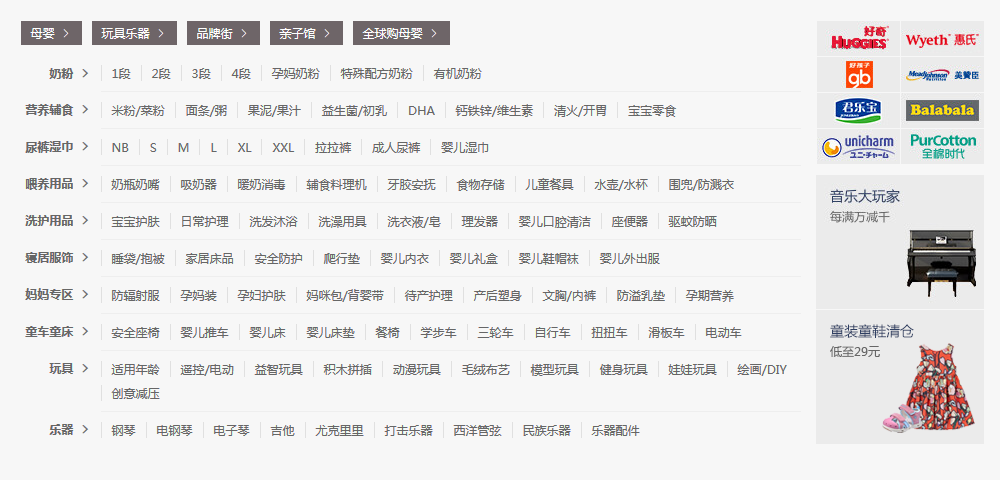 母婴 > 玩具乐器 > 品牌街 > 亲子馆 > 全球购母婴 >
奶粉 > 1段 2段 3段 4段 孕妈奶粉 特殊配方奶粉 有机奶粉
营养辅食 > 米粉/菜粉 面条/粥 果泥/果汁 益生菌/初乳 DHA 钙铁锌/维生素 清火/开胃 宝宝零食
尿裤湿巾 > NB S M L XL XXL 拉拉裤 成人尿裤 婴儿湿巾
喂养用品 > 奶瓶奶嘴 吸奶器 暖奶消毒 辅食料理机 牙胶安抚 食物存储 儿童餐具 水壶/水杯 围兜/防溅衣
洗护用品 > 宝宝护肤 日常护理 洗发沐浴 洗澡用具 洗衣液/皂 理发器 婴儿口腔清洁 座便器 驱蚊防晒
寝居服饰 > 睡袋/抱被 家居床品 安全防护 爬行垫 婴儿内衣 婴儿礼盒 婴儿鞋帽袜 婴儿外出服
妈妈专区 > 防辐射服 孕妈装 孕妇护肤 妈咪包/背婴带 待产护理 产后塑身 文胸/内裤 防溢乳垫 孕期营养
童车童床 > 安全座椅 婴儿推车 婴儿床 婴儿床垫 餐椅 学步车 三轮车 自行车 扭扭车 滑板车 电动车
玩具 > 适用年龄 遥控/电动 益智玩具 积木拼插 动漫玩具 毛绒布艺 模型玩具 健身玩具 娃娃玩具 绘画/DIY
创意减压
乐器 > 钢琴 电钢琴 电子琴 吉他 尤克里里 打击乐器 西洋管弦 民族乐器 乐器配件
好奇
HUGGIES
Wyeth 惠氏
好孩子
gb
MeadJohnson 美赞臣
君乐宝
Balabala
unicharm
ユニ・チャーム
PurCotton
全棉时代
音乐大玩家
每满万减千
童装童鞋清仓
低至29元